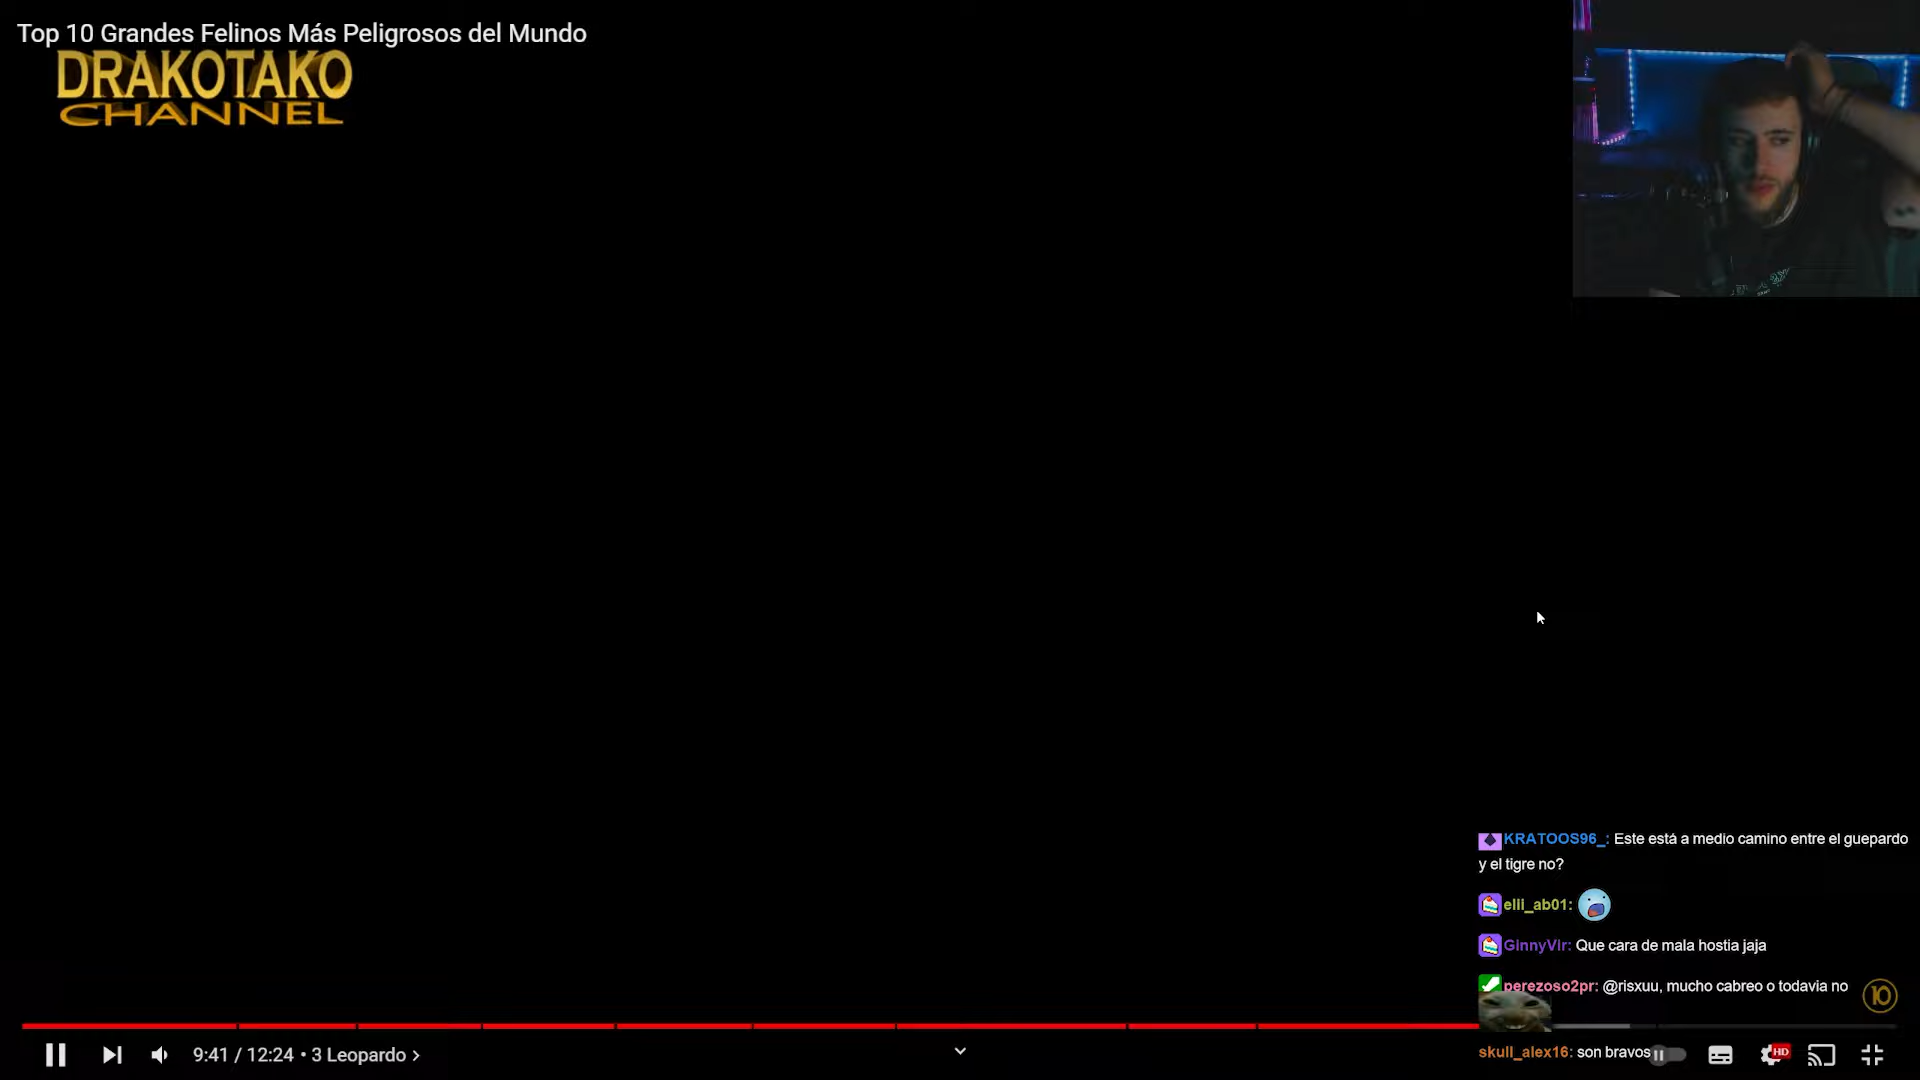 Top 10 Grandes Felinos Más Peligrosos del Mundo
DRAKOTAKO
CHANNEL
KRATOOS96_: Este está a medio camino entre el guepardo
y el tigre no?
elli_ab01:
GinnyVir: Que cara de mala hostia jaja
perezoso2pr: @risxuu, mucho cabreo o todavia no
10
9:41 / 12:24 • 3 Leopardo >
skull_alex16: son bravos
HD